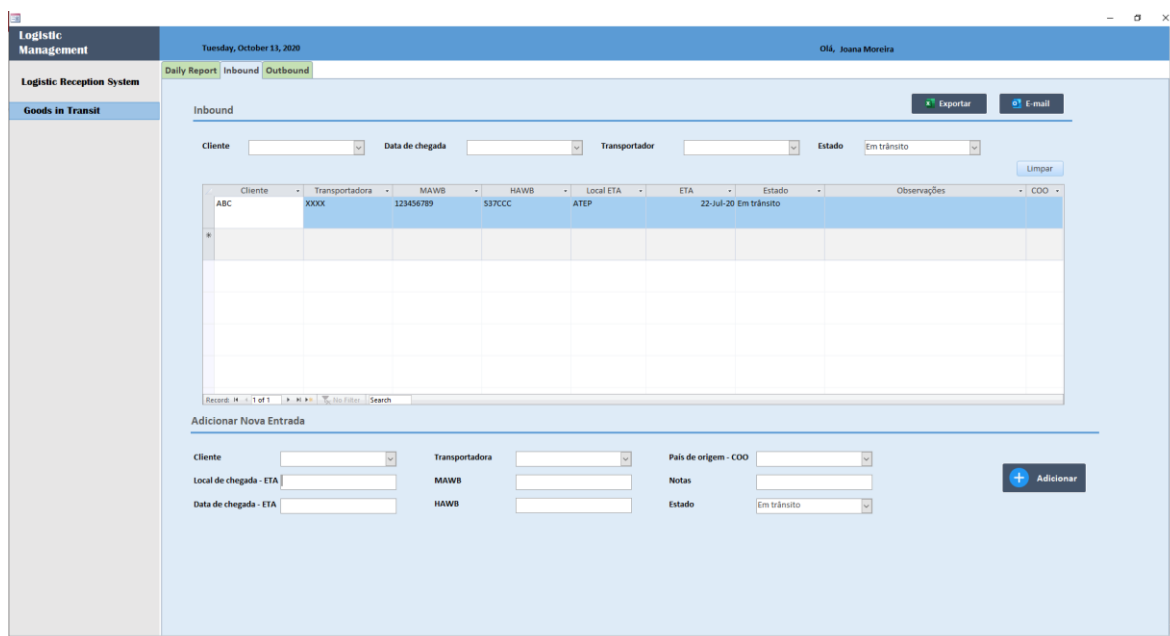 Logistic
Management
Tuesday, October 13, 2020
Olá, Joana Moreira
Logistic Reception System
Goods in Transit
Daily Report Inbound Outbound
Inbound
Exportar
E-mail
Cliente Data de chegada Transportador Estado Em trânsito
Limpar
Cliente Transportadora MAWB HAWB Local ETA ETA Estado Observações COO
ABC XXXX 123456789 537CCC ATEP 22-Jul-20 Em trânsito
Record: 1 of 1 No Filter Search
Adicionar Nova Entrada
Cliente Transportadora País de origem - COO
Local de chegada - ETA MAWB Notas
Adicionar
Data de chegada - ETA HAWB Estado Em trânsito